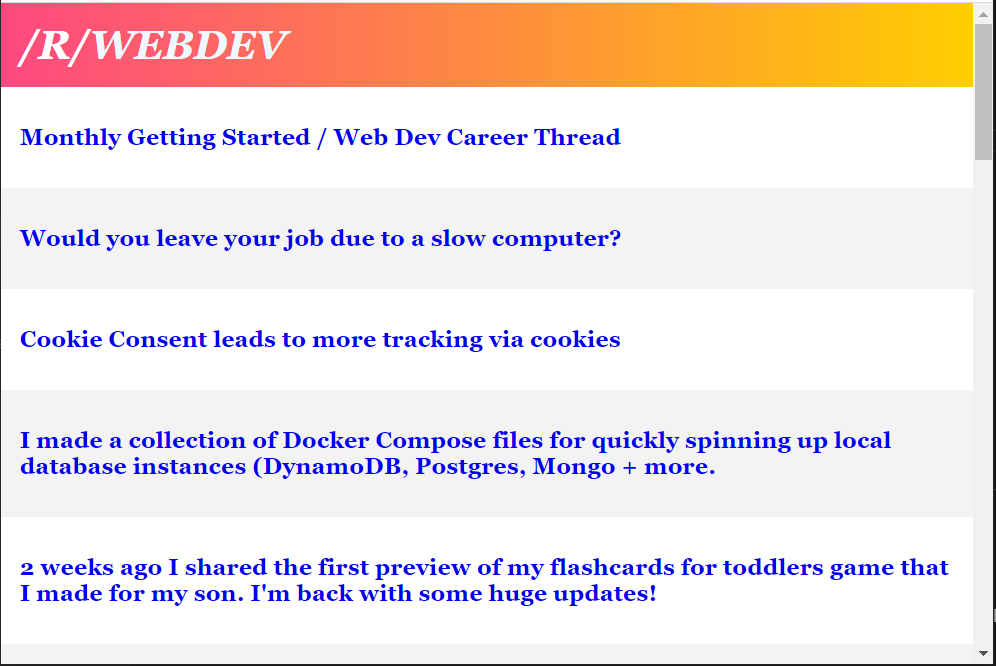 /R/WEBDEV
Monthly Getting Started / Web Dev Career Thread
Would you leave your job due to a slow computer?
Cookie Consent leads to more tracking via cookies
I made a collection of Docker Compose files for quickly spinning up local
database instances (DynamoDB, Postgres, Mongo + more.
2 weeks ago I shared the first preview of my flashcards for toddlers game that
I made for my son. I'm back with some huge updates!